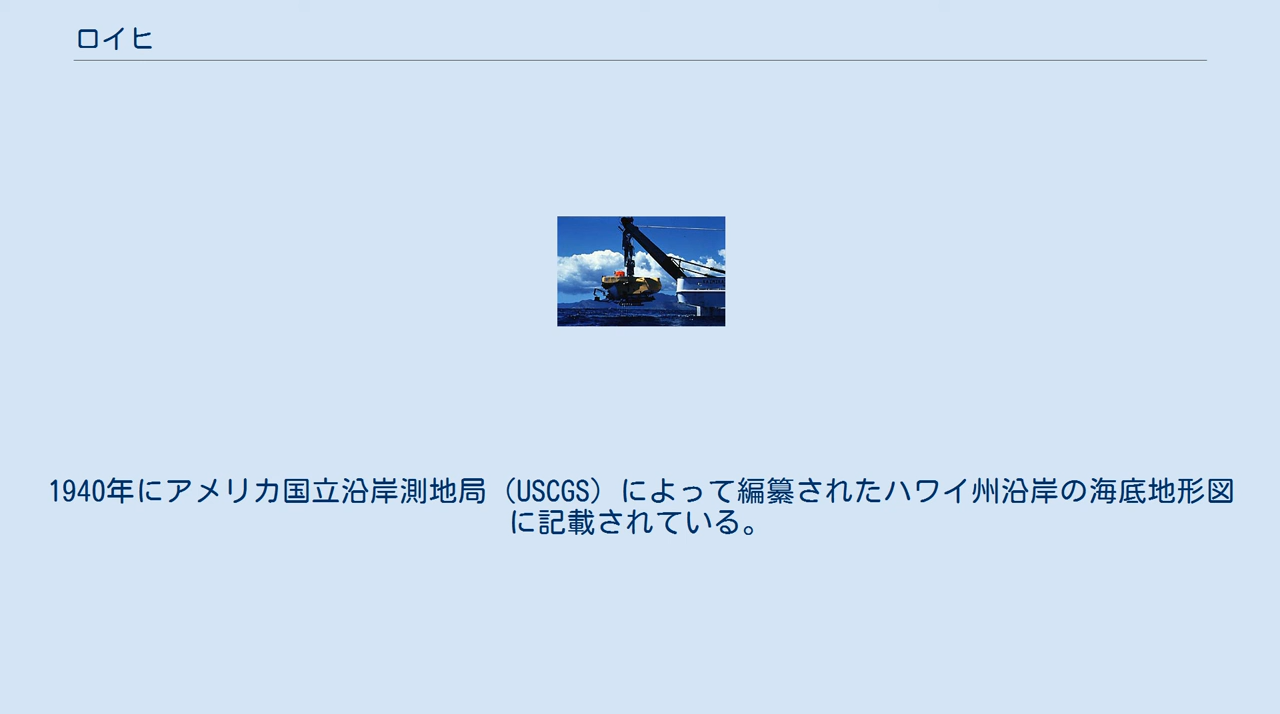 ロイヒ
1940年にアメリカ国立沿岸測地局（USCGS）によって編纂されたハワイ州沿岸の海底地形図
に記載されている。